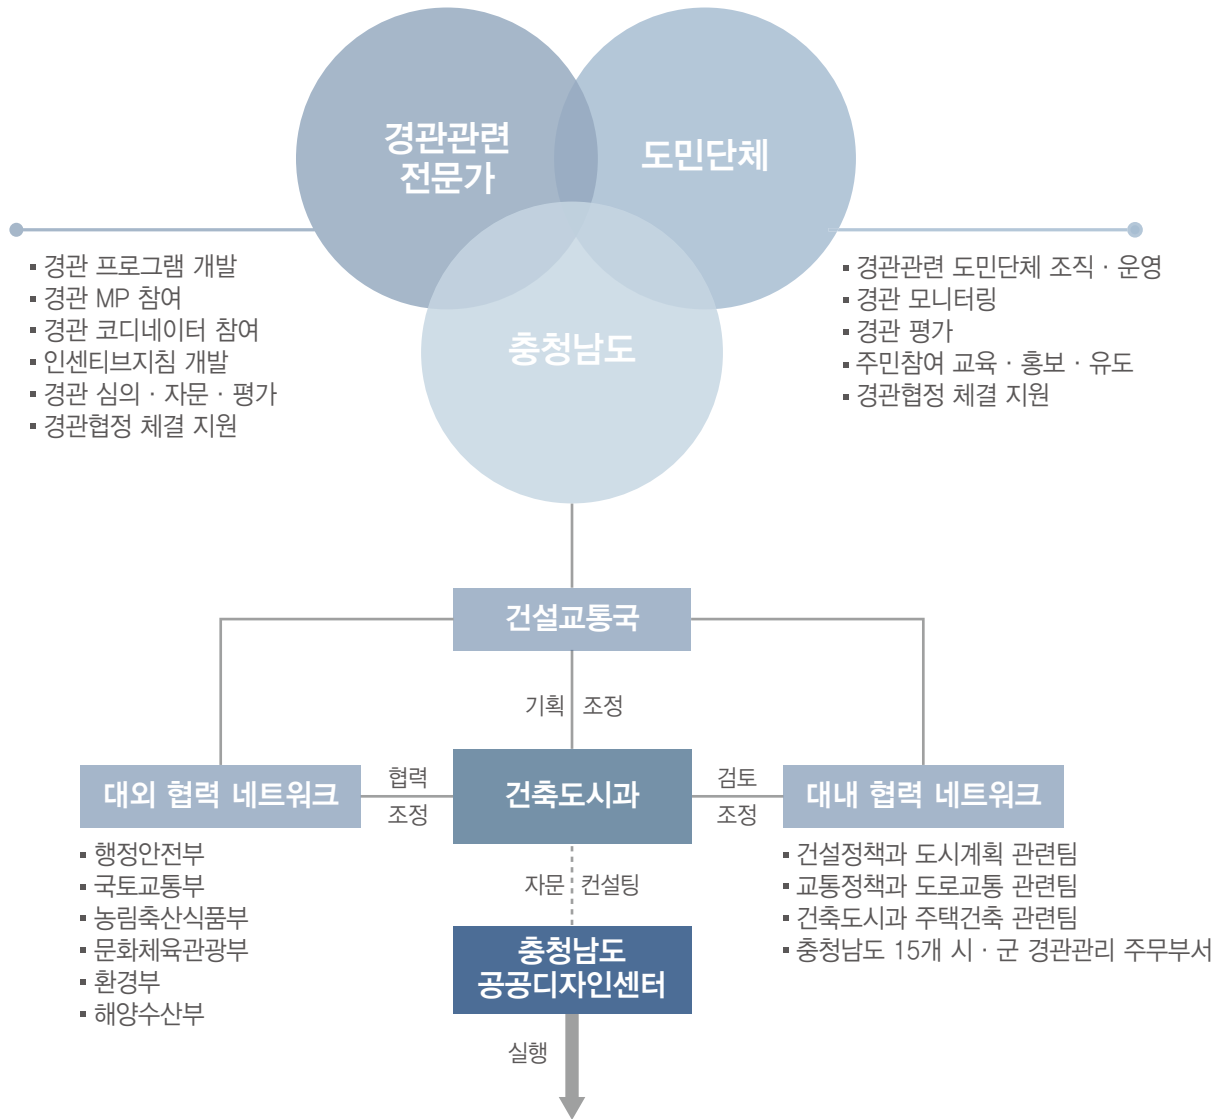 경관관련
전문가
도민단체
충청남도
▪ 경관 프로그램 개발
▪ 경관 MP 참여
▪ 경관 코디네이터 참여
▪ 인센티브지침 개발
▪ 경관 심의 · 자문 · 평가
▪ 경관협정 체결 지원
▪ 경관관련 도민단체 조직 · 운영
▪ 경관 모니터링
▪ 경관 평가
▪ 주민참여 교육 · 홍보 · 유도
▪ 경관협정 체결 지원
건설교통국
기획 조정
대외 협력 네트워크
협력
조정
건축도시과
검토
조정
대내 협력 네트워크
▪ 행정안전부
▪ 국토교통부
▪ 농림축산식품부
▪ 문화체육관광부
▪ 환경부
▪ 해양수산부
자문 컨설팅
▪ 건설정책과 도시계획 관련팀
▪ 교통정책과 도로교통 관련팀
▪ 건축도시과 주택건축 관련팀
▪ 충청남도 15개 시 · 군 경관관리 주무부서
충청남도
공공디자인센터
실행